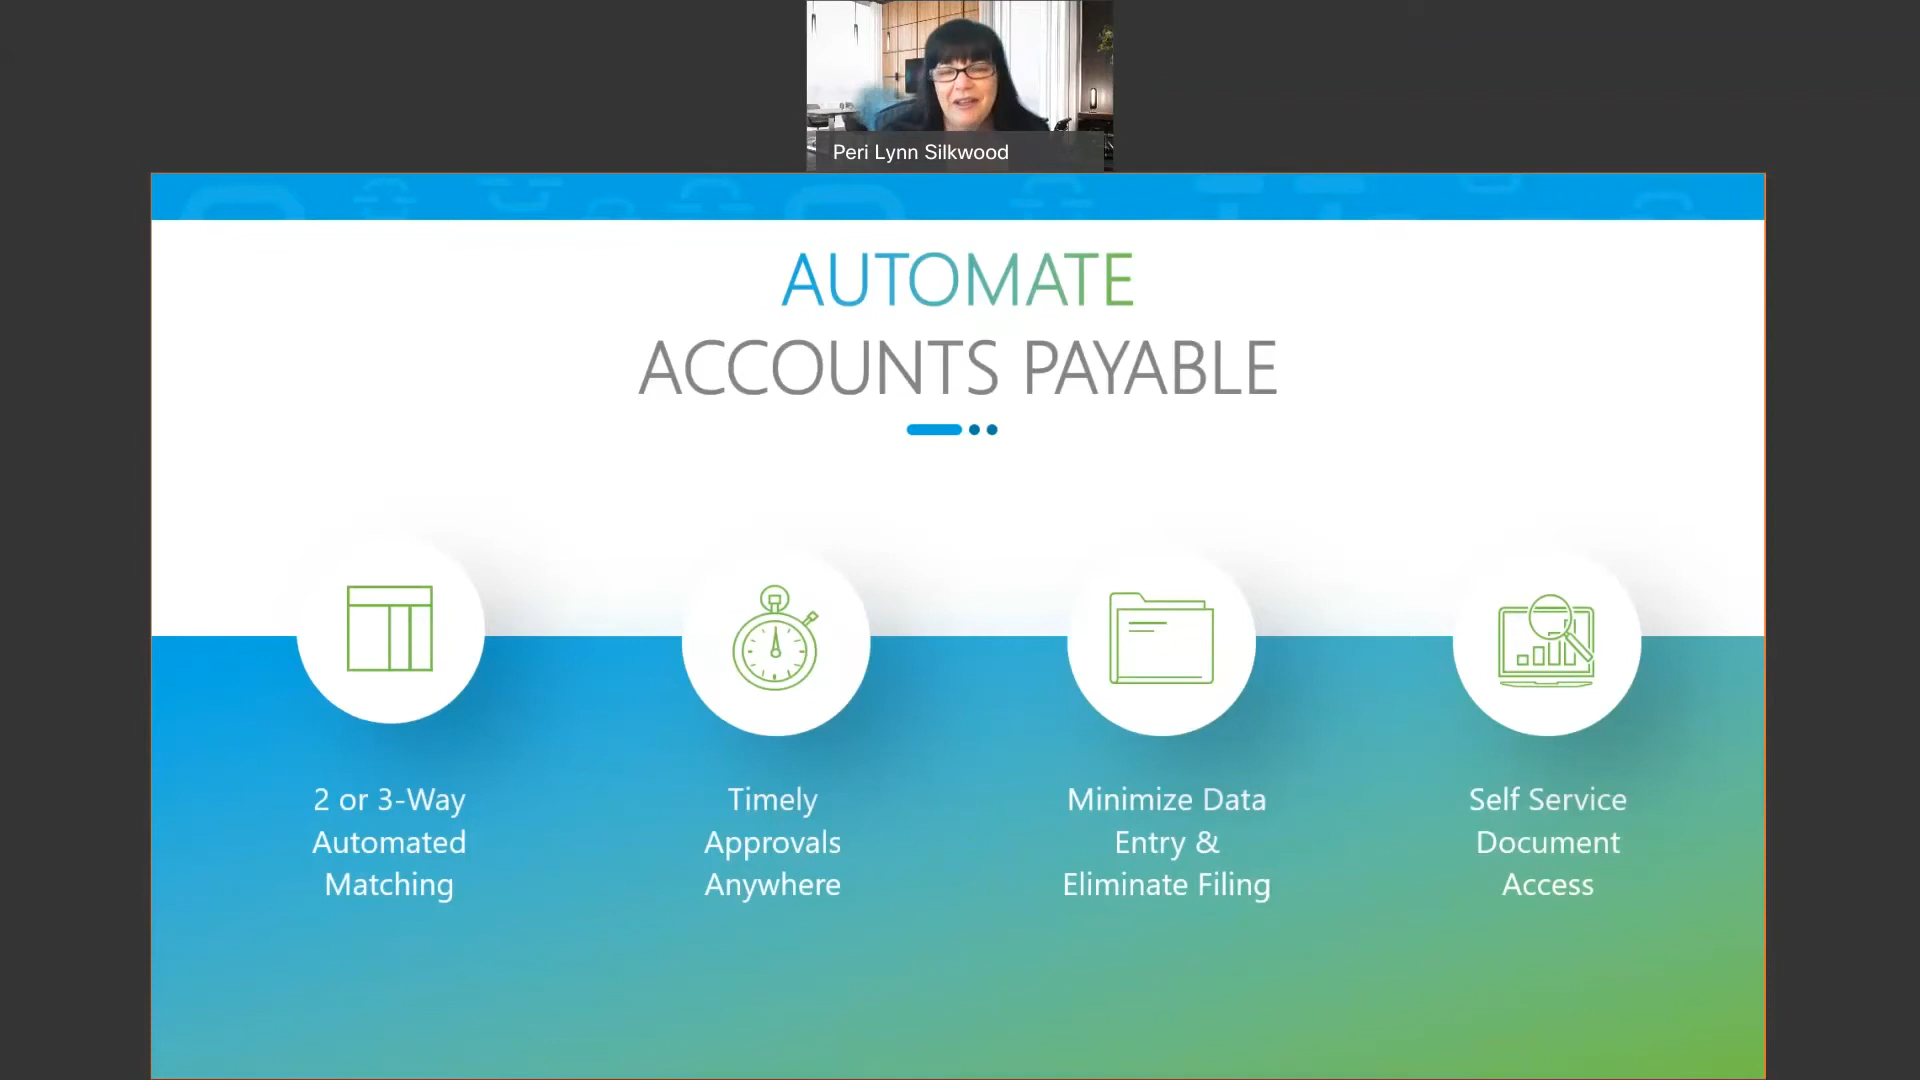 Peri Lynn Silkwood
AUTOMATE
ACCOUNTS PAYABLE
2 or 3-Way
Automated
Matching
Timely
Approvals
Anywhere
Minimize Data
Entry &
Eliminate Filing
Self Service
Document
Access